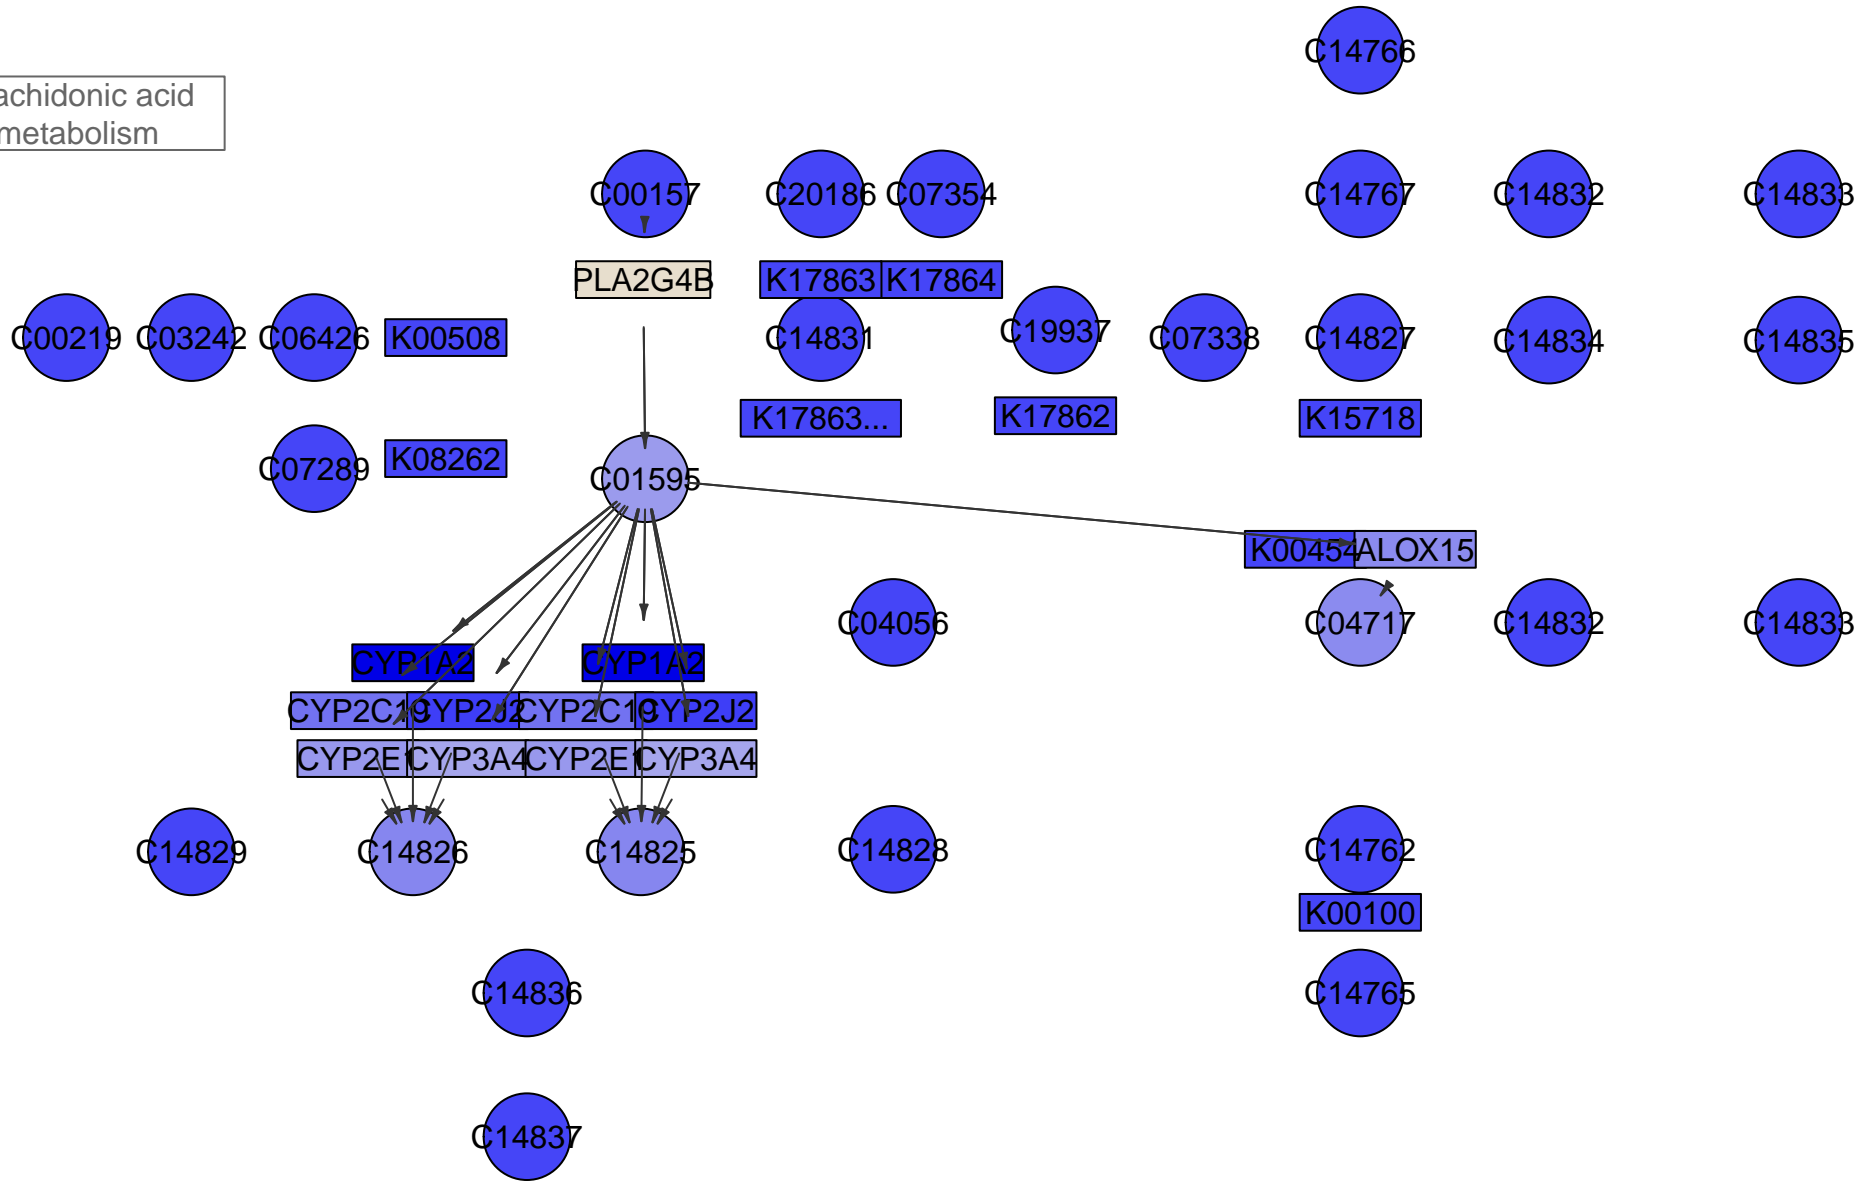 C14766
achidonic acid
metabolism
C00157
C20186
C07354
C14767
C14832
C14833
PLA2G4B
K17863
K17864
C00219
C03242
C06426
K00508
C14831
C19937
C07338
C14827
C14834
C14835
K17863...
K17862
K15718
C07289
K08262
C01595
K00454
ALOX15
C04056
C04717
C14832
C14833
CYP1A2
CYP1A2
CYP2C19
CYP2J2
CYP2C19
CYP2J2
CYP2E1
CYP3A4
CYP2E1
CYP3A4
C14829
C14826
C14825
C14828
C14762
K00100
C14836
C14765
C14837